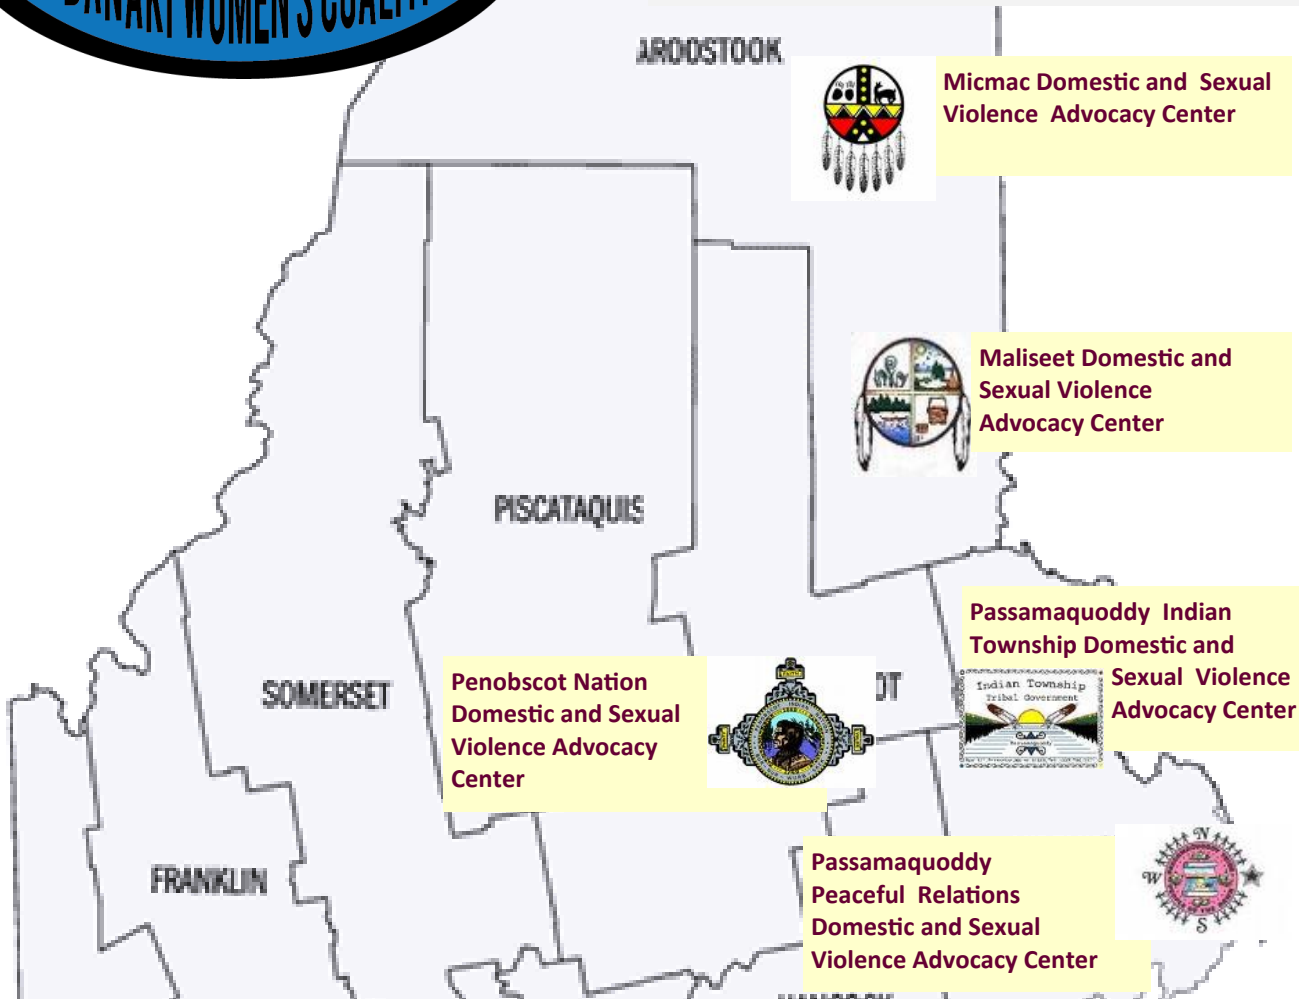 WOMEN'S
AROOSTOOK
Micmac Domestic and Sexual
Violence Advocacy Center
Maliseet Domestic and
Sexual Violence
Advocacy Center
PISCATAQUIS
Passamaquoddy Indian
Township Domestic and
Sexual Violence
Advocacy Center
Indian Township
Tribal Government
SOMERSET
Penobscot Nation
Domestic and Sexual
Violence Advocacy
Center
OT
FRANKLIN
Passamaquoddy
Peaceful Relations
Domestic and Sexual
Violence Advocacy Center
N
W
S